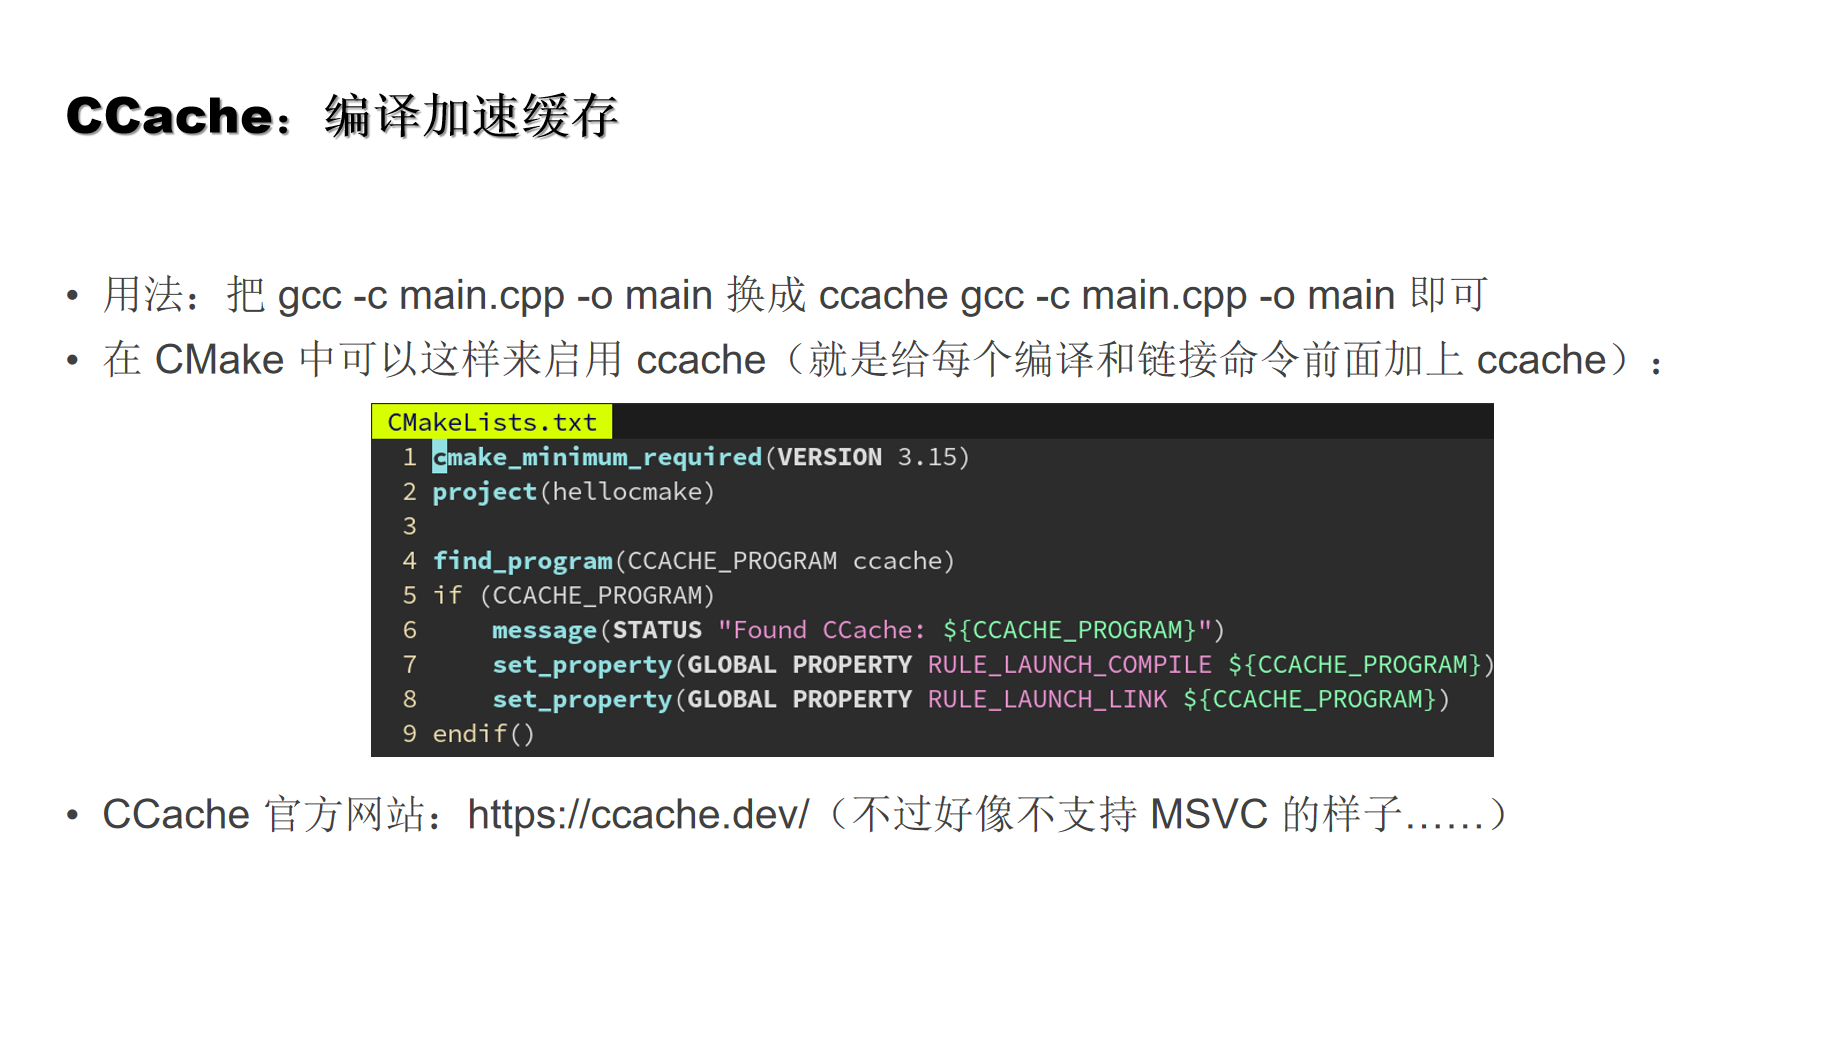 CCache：编译加速缓存
• 用法：把 gcc -c main.cpp -o main 换成 ccache gcc -c main.cpp -o main 即可
• 在 CMake 中可以这样来启用 ccache（就是给每个编译和链接命令前面加上 ccache）：
CMakeLists.txt
1 cmake_minimum_required(VERSION 3.15)
2 project(hellocmake)
3
4 find_program(CCACHE_PROGRAM ccache)
5 if (CCACHE_PROGRAM)
6     message(STATUS "Found CCache: ${CCACHE_PROGRAM}")
7     set_property(GLOBAL PROPERTY RULE_LAUNCH_COMPILE ${CCACHE_PROGRAM})
8     set_property(GLOBAL PROPERTY RULE_LAUNCH_LINK ${CCACHE_PROGRAM})
9 endif()
• CCache 官方网站：https://ccache.dev/（不过好像不支持 MSVC 的样子……）